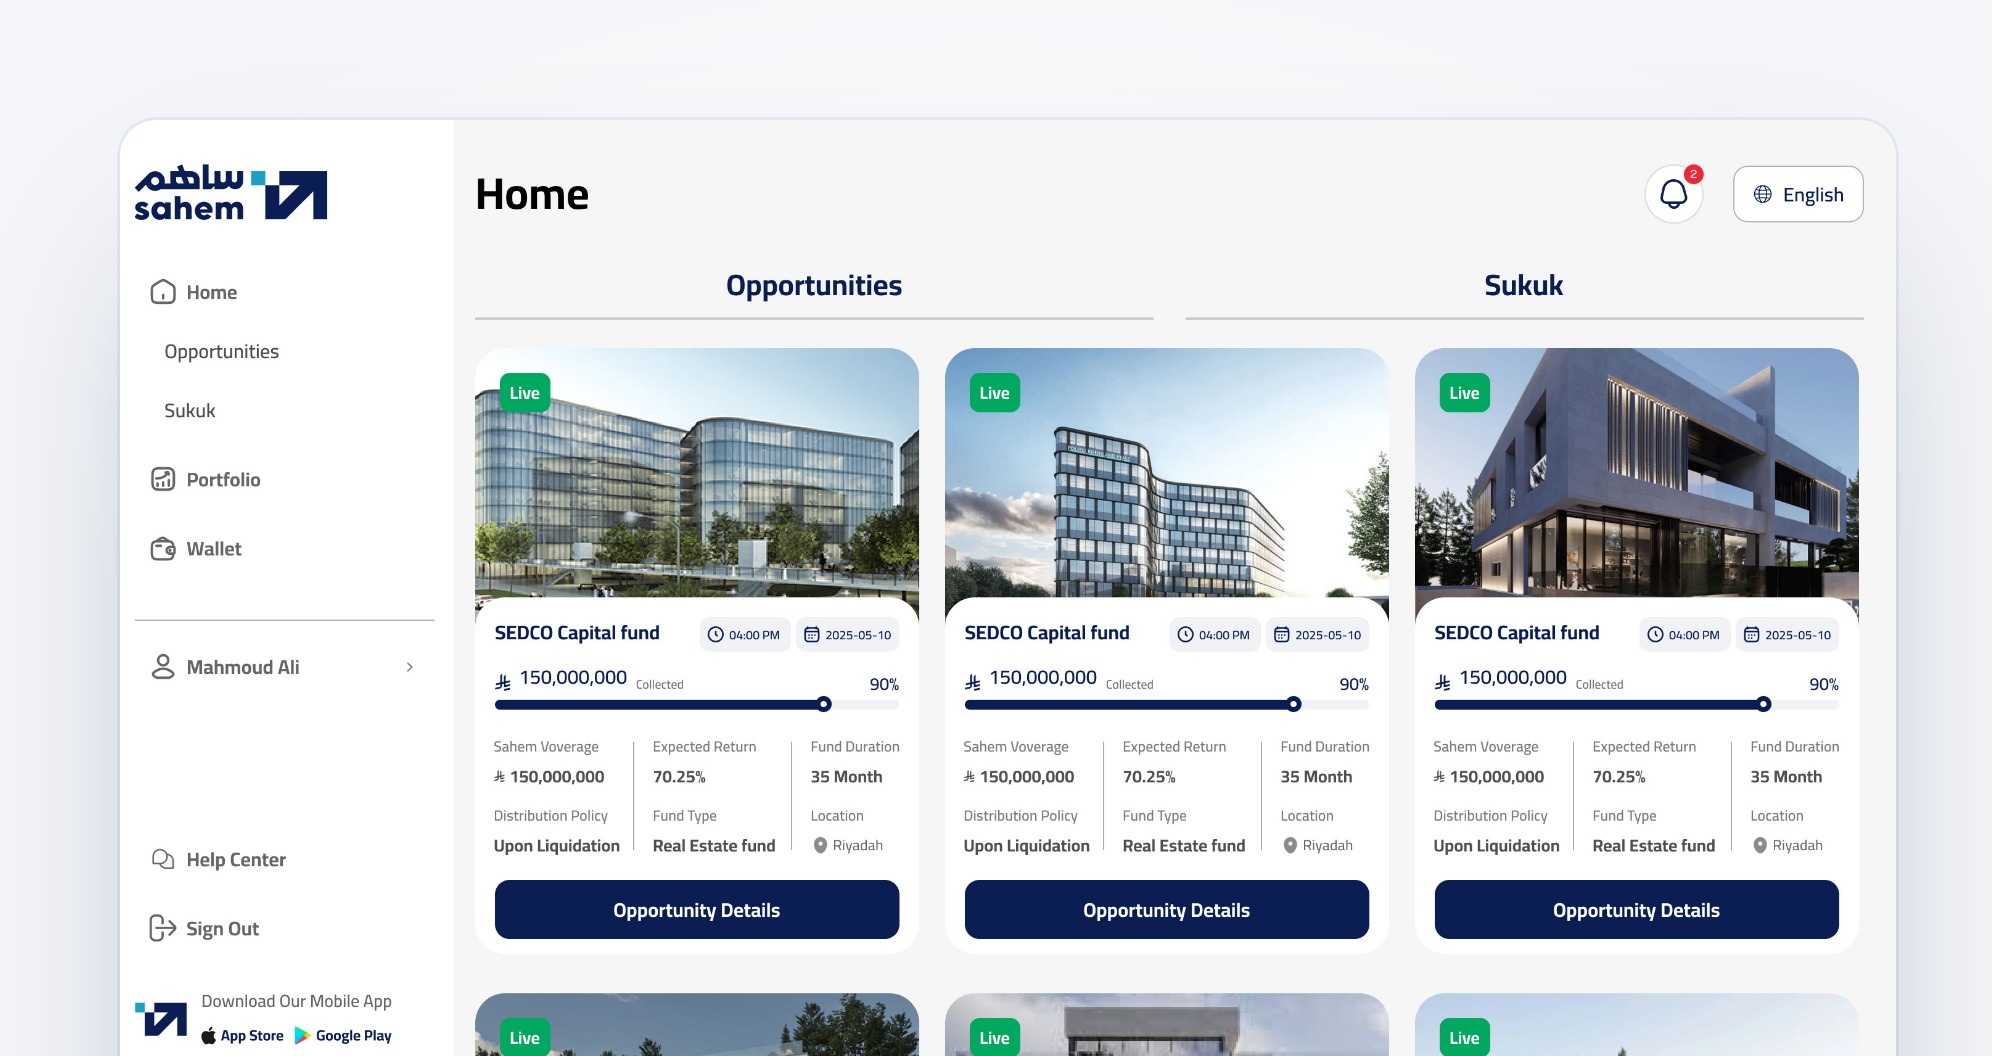 ساهم
sahem
Home
Opportunities
Sukuk
Portfolio
Wallet
Mahmoud Ali
Help Center
Sign Out
Download Our Mobile App
App Store Google Play
Home
2
English
Opportunities
Sukuk
Live
SEDCO Capital fund
04:00 PM
2025-05-10
150,000,000 Collected
90%
Sahem Voverage
150,000,000
Expected Return
70.25%
Fund Duration
35 Month
Distribution Policy
Upon Liquidation
Fund Type
Real Estate fund
Location
Riyadah
Opportunity Details
Live
SEDCO Capital fund
04:00 PM
2025-05-10
150,000,000 Collected
90%
Sahem Voverage
150,000,000
Expected Return
70.25%
Fund Duration
35 Month
Distribution Policy
Upon Liquidation
Fund Type
Real Estate fund
Location
Riyadah
Opportunity Details
Live
SEDCO Capital fund
04:00 PM
2025-05-10
150,000,000 Collected
90%
Sahem Voverage
150,000,000
Expected Return
70.25%
Fund Duration
35 Month
Distribution Policy
Upon Liquidation
Fund Type
Real Estate fund
Location
Riyadah
Opportunity Details
Live
Live
Live